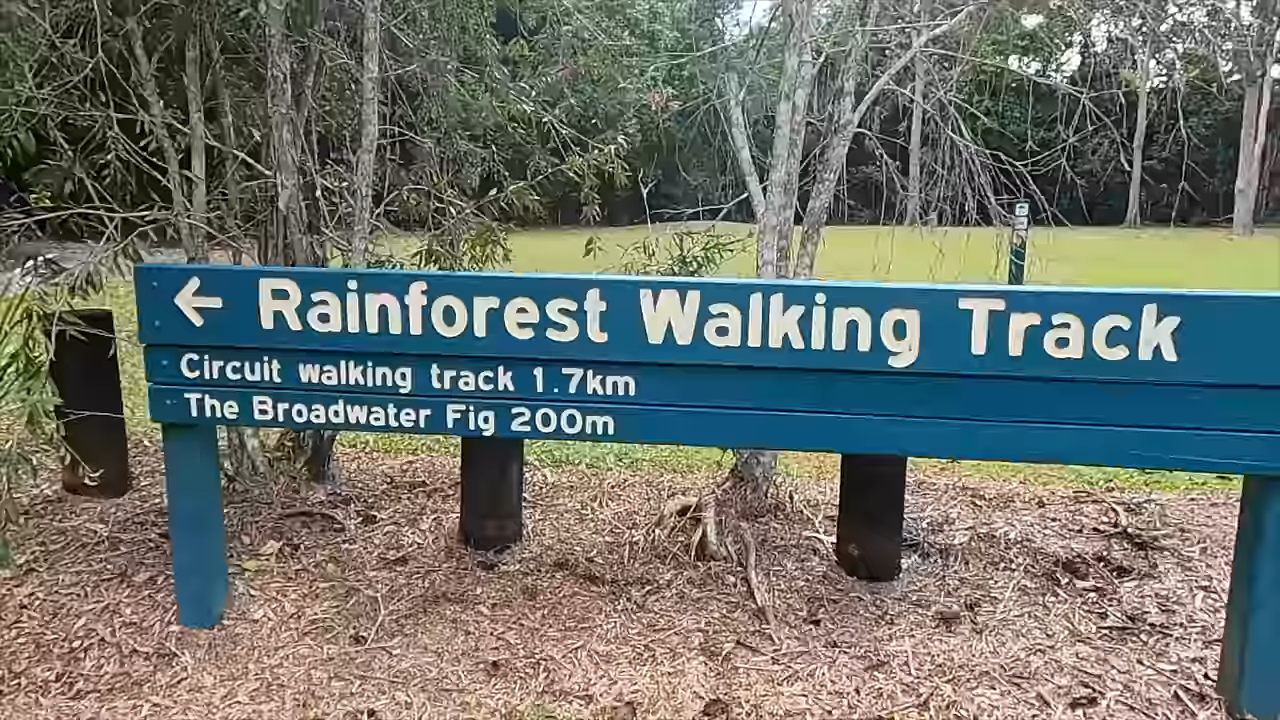 ← Rainforest Walking Track
Circuit walking track 1.7km
The Broadwater Fig 200m